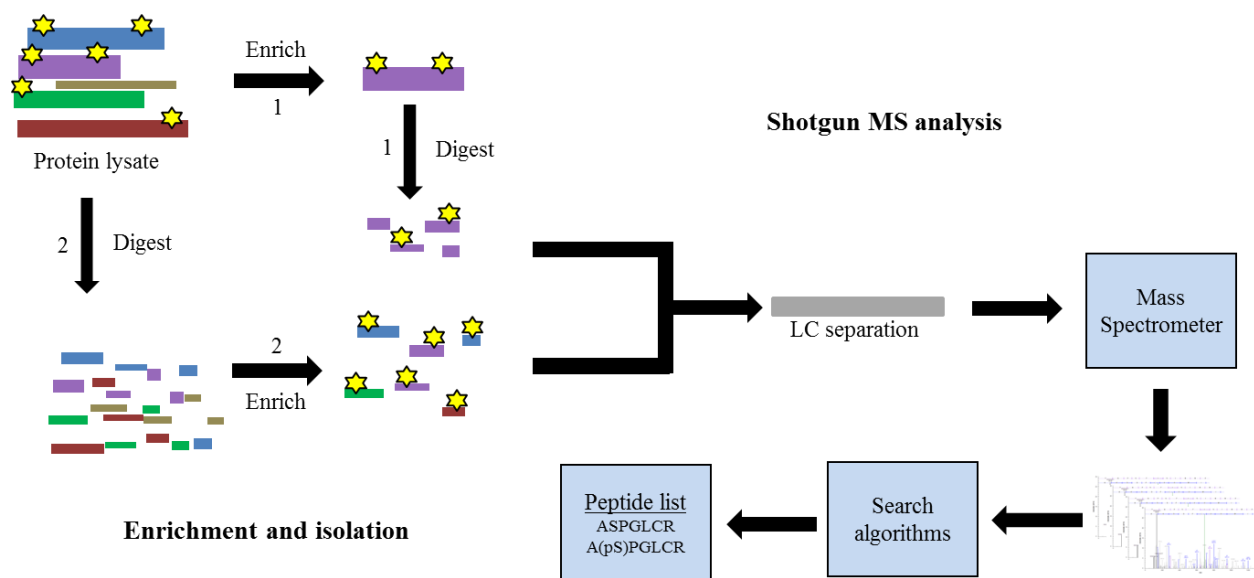 Enrich
1
Protein lysate
1
Digest
2
Digest
2
Enrich
Enrichment and isolation
Shotgun MS analysis
LC separation
Mass
Spectrometer
Search
algorithms
Peptide list
ASPGLCR
A(pS)PGLCR